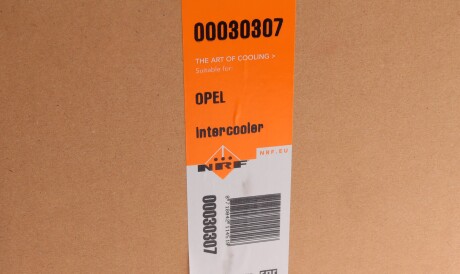 00030307
THE ART OF COOLING >
Suitable for:
OPEL
intercooler
NRF.EU
NRF
00030307